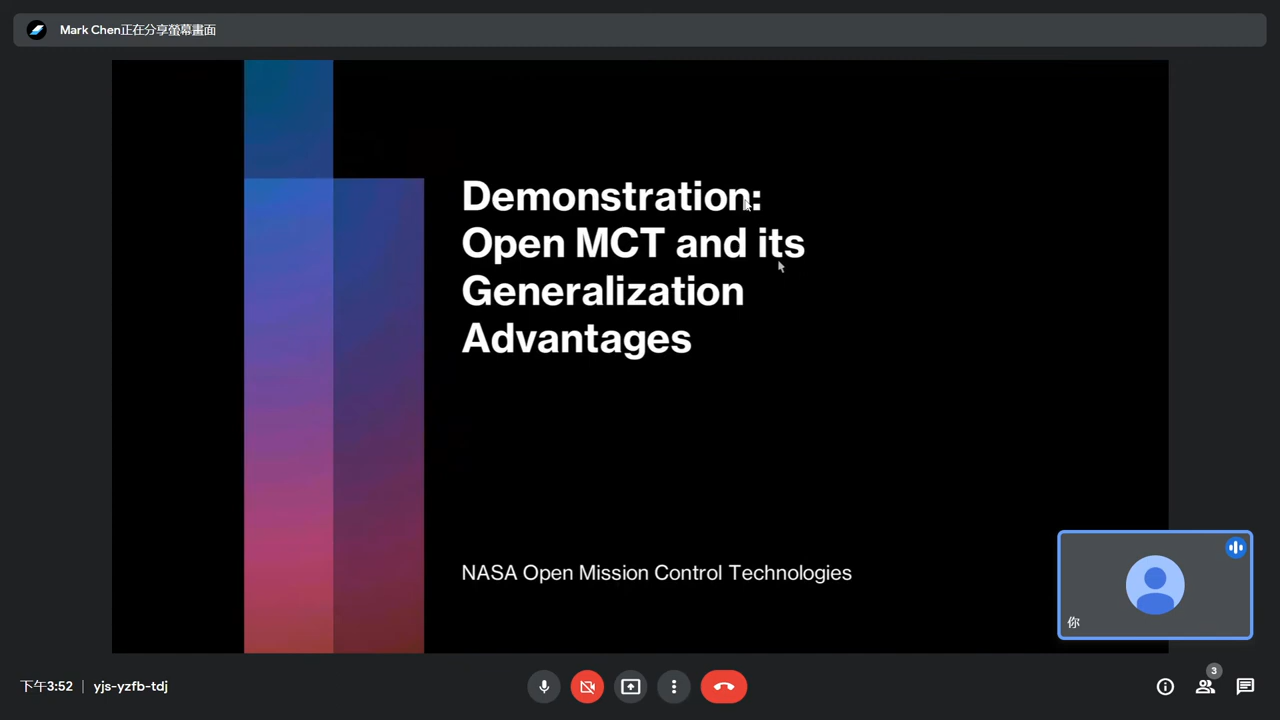 Mark Chen正在分享螢幕畫面
Demonstration:
Open MCT and its
Generalization
Advantages
NASA Open Mission Control Technologies
你
下午3:52 | yjs-yzfb-tdj
3